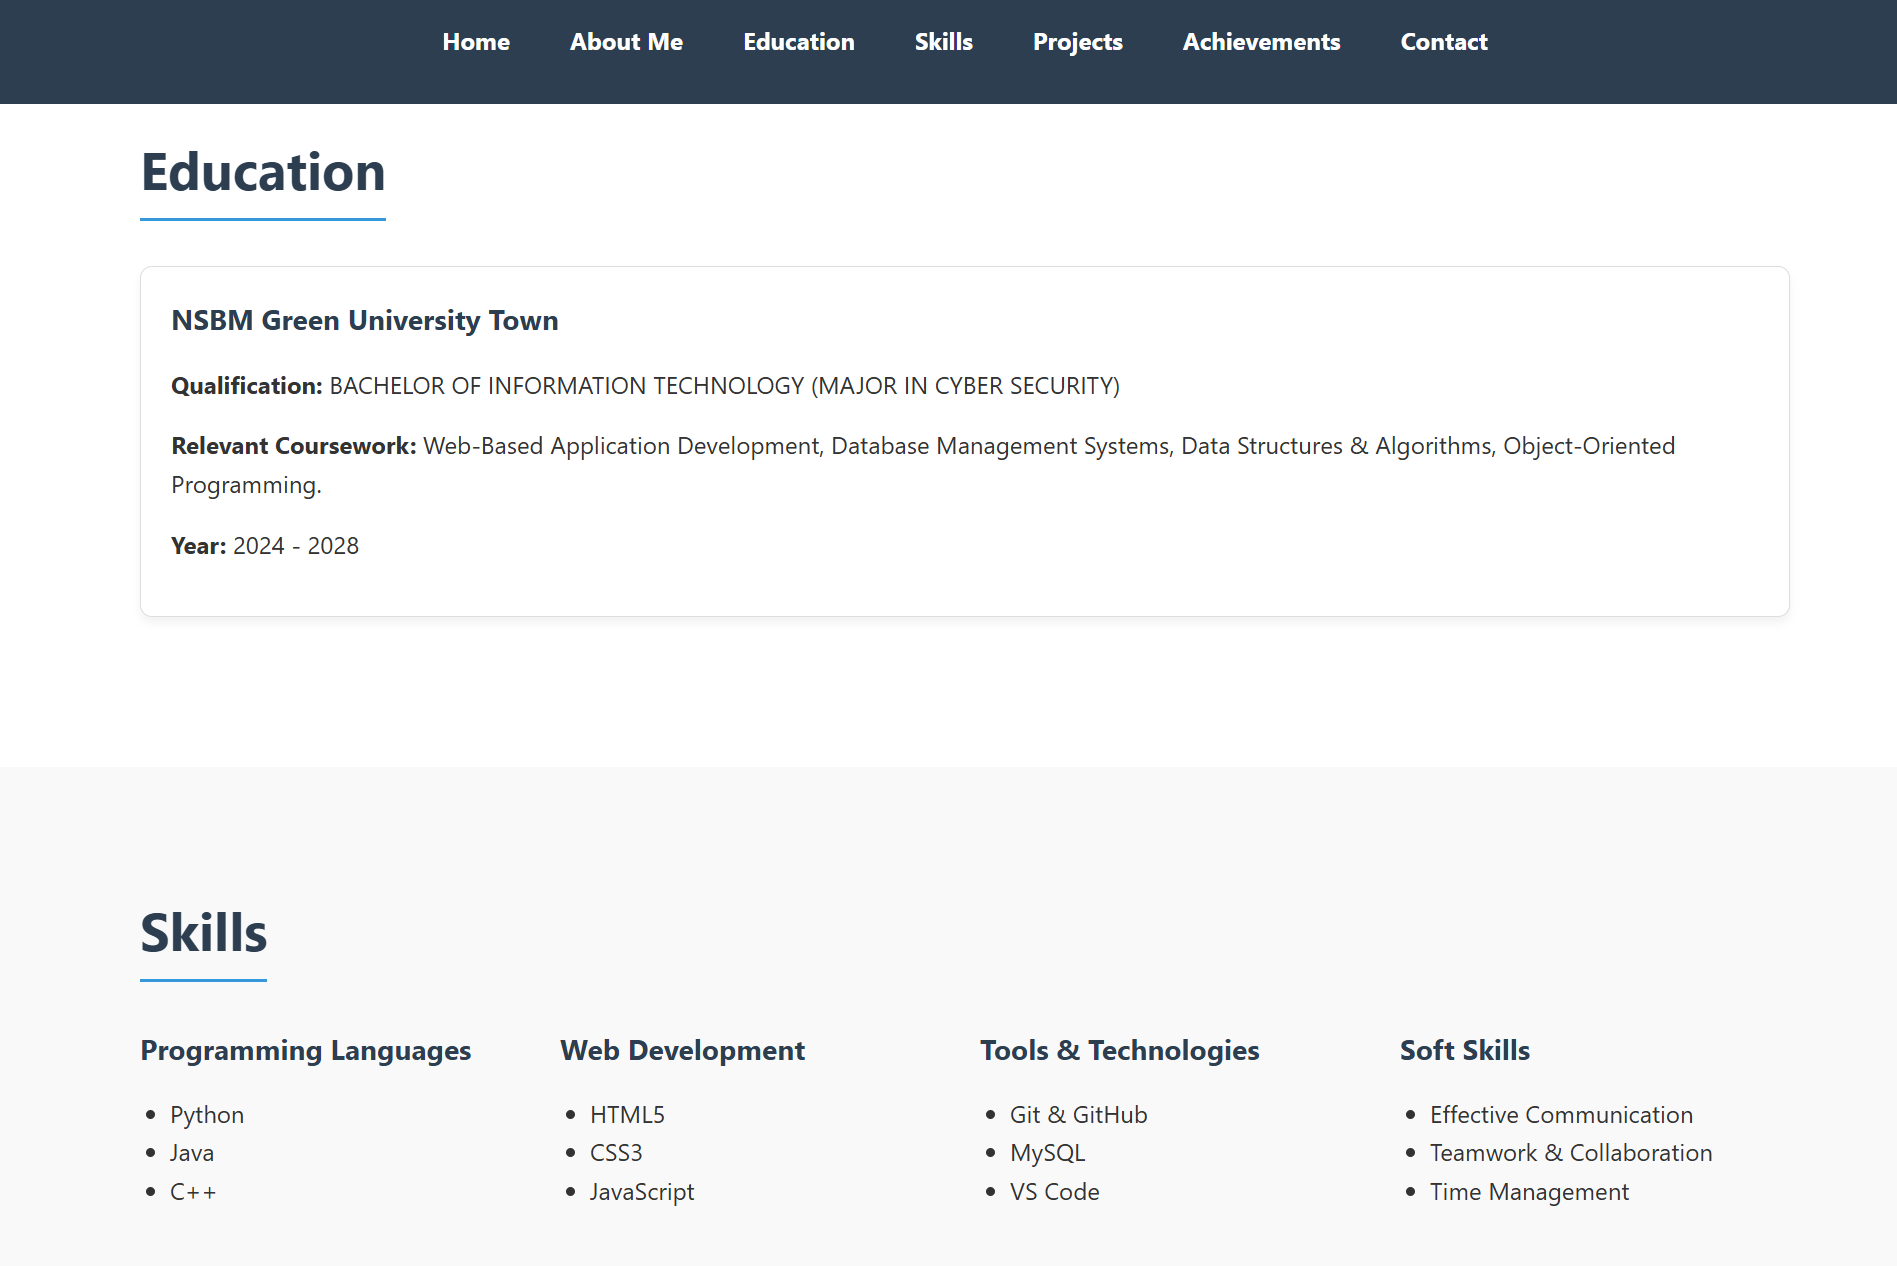 Home About Me Education Skills Projects Achievements Contact
Education
NSBM Green University Town
Qualification: BACHELOR OF INFORMATION TECHNOLOGY (MAJOR IN CYBER SECURITY)
Relevant Coursework: Web-Based Application Development, Database Management Systems, Data Structures & Algorithms, Object-Oriented
Programming.
Year: 2024 - 2028
Skills
Programming Languages
Python
Java
C++
Web Development
HTML5
CSS3
JavaScript
Tools & Technologies
Git & GitHub
MySQL
VS Code
Soft Skills
Effective Communication
Teamwork & Collaboration
Time Management